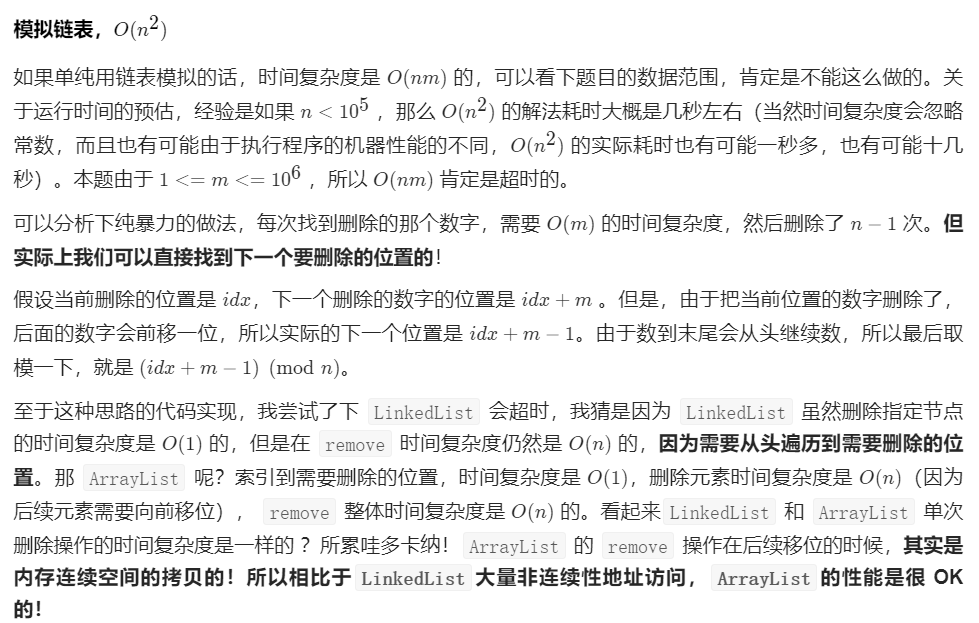 模拟链表，O(n²)
如果单纯用链表模拟的话，时间复杂度是 O(nm) 的，可以看下题目的数据范围，肯定是不能这么做的。关
于运行时间的预估，经验是如果 n < 10⁵ ，那么 O(n²) 的解法耗时大概是几秒左右（当然时间复杂度会忽略
常数，而且也有可能由于执行程序的机器性能的不同，O(n²) 的实际耗时也有可能一秒多，也有可能十几
秒）。本题由于 1 <= m <= 10⁶ ，所以 O(nm) 肯定是超时的。
可以分析下纯暴力的做法，每次找到删除的那个数字，需要 O(m) 的时间复杂度，然后删除了 n − 1 次。但
实际上我们可以直接找到下一个要删除的位置的！
假设当前删除的位置是 idx，下一个删除的数字的位置是 idx + m 。但是，由于把当前位置的数字删除了，
后面的数字会前移一位，所以实际的下一个位置是 idx + m − 1。由于数到末尾会从头继续数，所以最后取
模一下，就是 (idx + m − 1) (mod n)。
至于这种思路的代码实现，我尝试了下 LinkedList 会超时，我猜是因为 LinkedList 虽然删除指定节点
的时间复杂度是 O(1) 的，但是在 remove 时间复杂度仍然是 O(n) 的，因为需要从头遍历到需要删除的位
置。那 ArrayList 呢？索引到需要删除的位置，时间复杂度是 O(1)，删除元素时间复杂度是 O(n)（因为
后续元素需要向前移位）， remove 整体时间复杂度是 O(n) 的。看起来 LinkedList 和 ArrayList 单次
删除操作的时间复杂度是一样的 ？所累哇多卡纳！ ArrayList 的 remove 操作在后续移位的时候，其实是
内存连续空间的拷贝的！所以相比于 LinkedList 大量非连续性地址访问， ArrayList 的性能是很 OK
的！